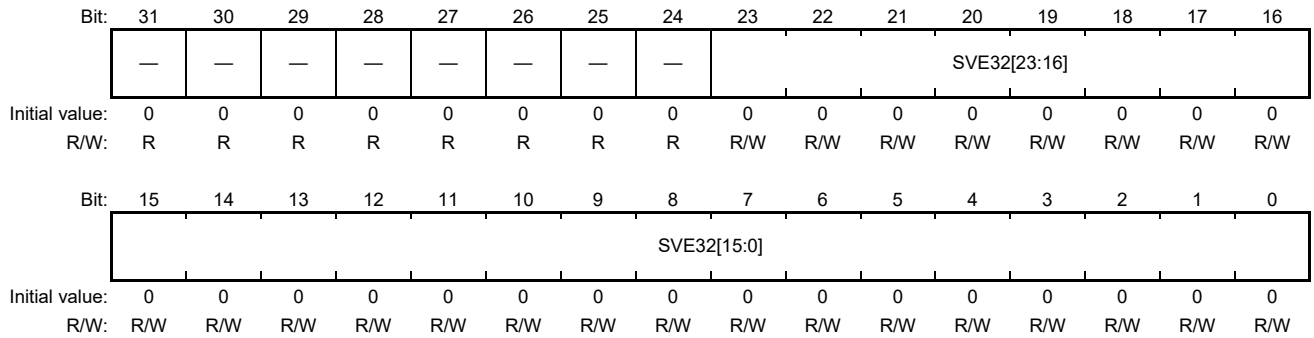 Bit: 31 30 29 28 27 26 25 24 23 22 21 20 19 18 17 16
— — — — — — — — SVE32[23:16]
Initial value: 0 0 0 0 0 0 0 0 0 0 0 0 0 0 0 0
R/W: R R R R R R R R R/W R/W R/W R/W R/W R/W R/W R/W
Bit: 15 14 13 12 11 10 9 8 7 6 5 4 3 2 1 0
SVE32[15:0]
Initial value: 0 0 0 0 0 0 0 0 0 0 0 0 0 0 0 0
R/W: R/W R/W R/W R/W R/W R/W R/W R/W R/W R/W R/W R/W R/W R/W R/W R/W